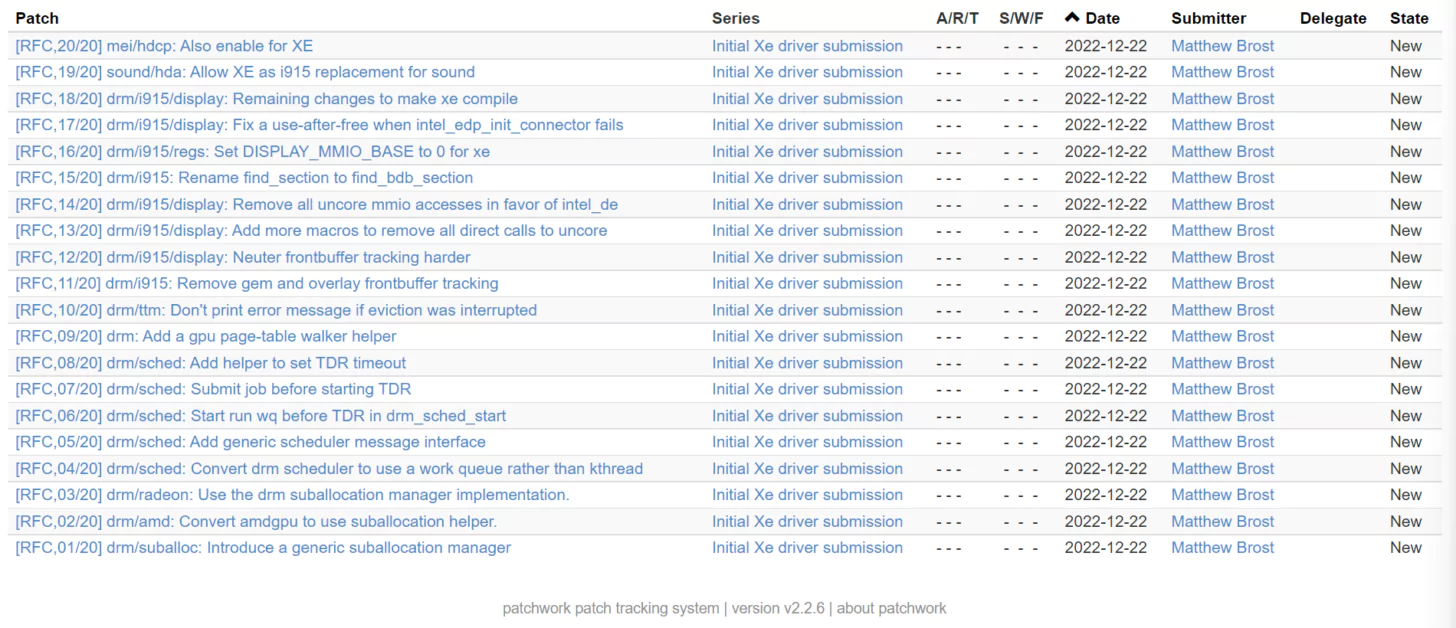 Patch Series A/R/T S/W/F Date Submitter Delegate State
[RFC,20/20] mei/hdcp: Also enable for XE Initial Xe driver submission - - - - - - 2022-12-22 Matthew Brost New
[RFC,19/20] sound/hda: Allow XE as i915 replacement for sound Initial Xe driver submission - - - - - - 2022-12-22 Matthew Brost New
[RFC,18/20] drm/i915/display: Remaining changes to make xe compile Initial Xe driver submission - - - - - - 2022-12-22 Matthew Brost New
[RFC,17/20] drm/i915/display: Fix a use-after-free when intel_edp_init_connector fails Initial Xe driver submission - - - - - - 2022-12-22 Matthew Brost New
[RFC,16/20] drm/i915/regs: Set DISPLAY_MMIO_BASE to 0 for xe Initial Xe driver submission - - - - - - 2022-12-22 Matthew Brost New
[RFC,15/20] drm/i915: Rename find_section to find_bdb_section Initial Xe driver submission - - - - - - 2022-12-22 Matthew Brost New
[RFC,14/20] drm/i915/display: Remove all uncore mmio accesses in favor of intel_de Initial Xe driver submission - - - - - - 2022-12-22 Matthew Brost New
[RFC,13/20] drm/i915/display: Add more macros to remove all direct calls to uncore Initial Xe driver submission - - - - - - 2022-12-22 Matthew Brost New
[RFC,12/20] drm/i915/display: Neuter frontbuffer tracking harder Initial Xe driver submission - - - - - - 2022-12-22 Matthew Brost New
[RFC,11/20] drm/i915: Remove gem and overlay frontbuffer tracking Initial Xe driver submission - - - - - - 2022-12-22 Matthew Brost New
[RFC,10/20] drm/ttm: Don't print error message if eviction was interrupted Initial Xe driver submission - - - - - - 2022-12-22 Matthew Brost New
[RFC,09/20] drm: Add a gpu page-table walker helper Initial Xe driver submission - - - - - - 2022-12-22 Matthew Brost New
[RFC,08/20] drm/sched: Add helper to set TDR timeout Initial Xe driver submission - - - - - - 2022-12-22 Matthew Brost New
[RFC,07/20] drm/sched: Submit job before starting TDR Initial Xe driver submission - - - - - - 2022-12-22 Matthew Brost New
[RFC,06/20] drm/sched: Start run wq before TDR in drm_sched_start Initial Xe driver submission - - - - - - 2022-12-22 Matthew Brost New
[RFC,05/20] drm/sched: Add generic scheduler message interface Initial Xe driver submission - - - - - - 2022-12-22 Matthew Brost New
[RFC,04/20] drm/sched: Convert drm scheduler to use a work queue rather than kthread Initial Xe driver submission - - - - - - 2022-12-22 Matthew Brost New
[RFC,03/20] drm/radeon: Use the drm suballocation manager implementation. Initial Xe driver submission - - - - - - 2022-12-22 Matthew Brost New
[RFC,02/20] drm/amd: Convert amdgpu to use suballocation helper. Initial Xe driver submission - - - - - - 2022-12-22 Matthew Brost New
[RFC,01/20] drm/suballoc: Introduce a generic suballocation manager Initial Xe driver submission - - - - - - 2022-12-22 Matthew Brost New
patchwork patch tracking system | version v2.2.6 | about patchwork